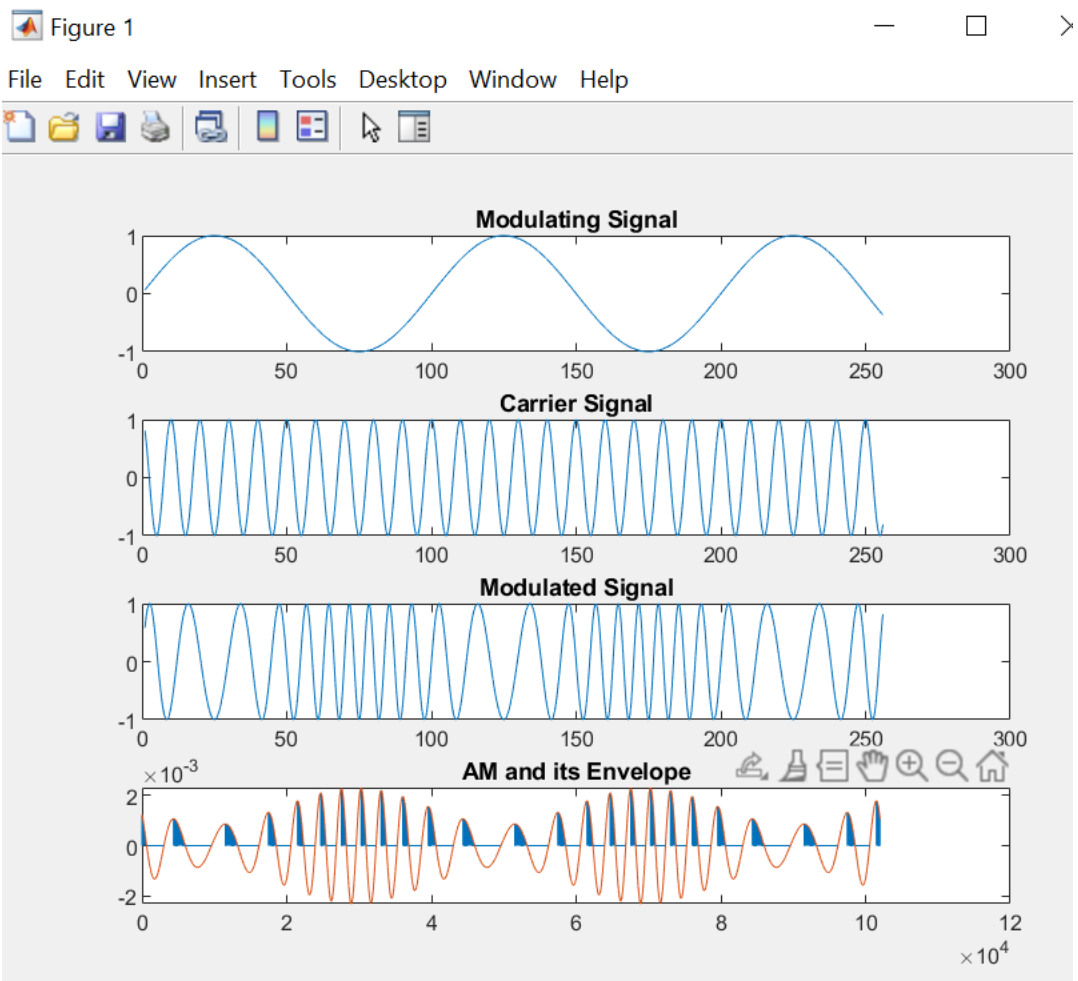 Figure 1
File Edit View Insert Tools Desktop Window Help
Modulating Signal
1
0
-1
0 50 100 150 200 250 300
Carrier Signal
1
0
-1
0 50 100 150 200 250 300
Modulated Signal
1
0
-1
0 50 100 150 200 250 300
×10⁻³
AM and its Envelope
2
0
-2
0 2 4 6 8 10 12
×10⁴